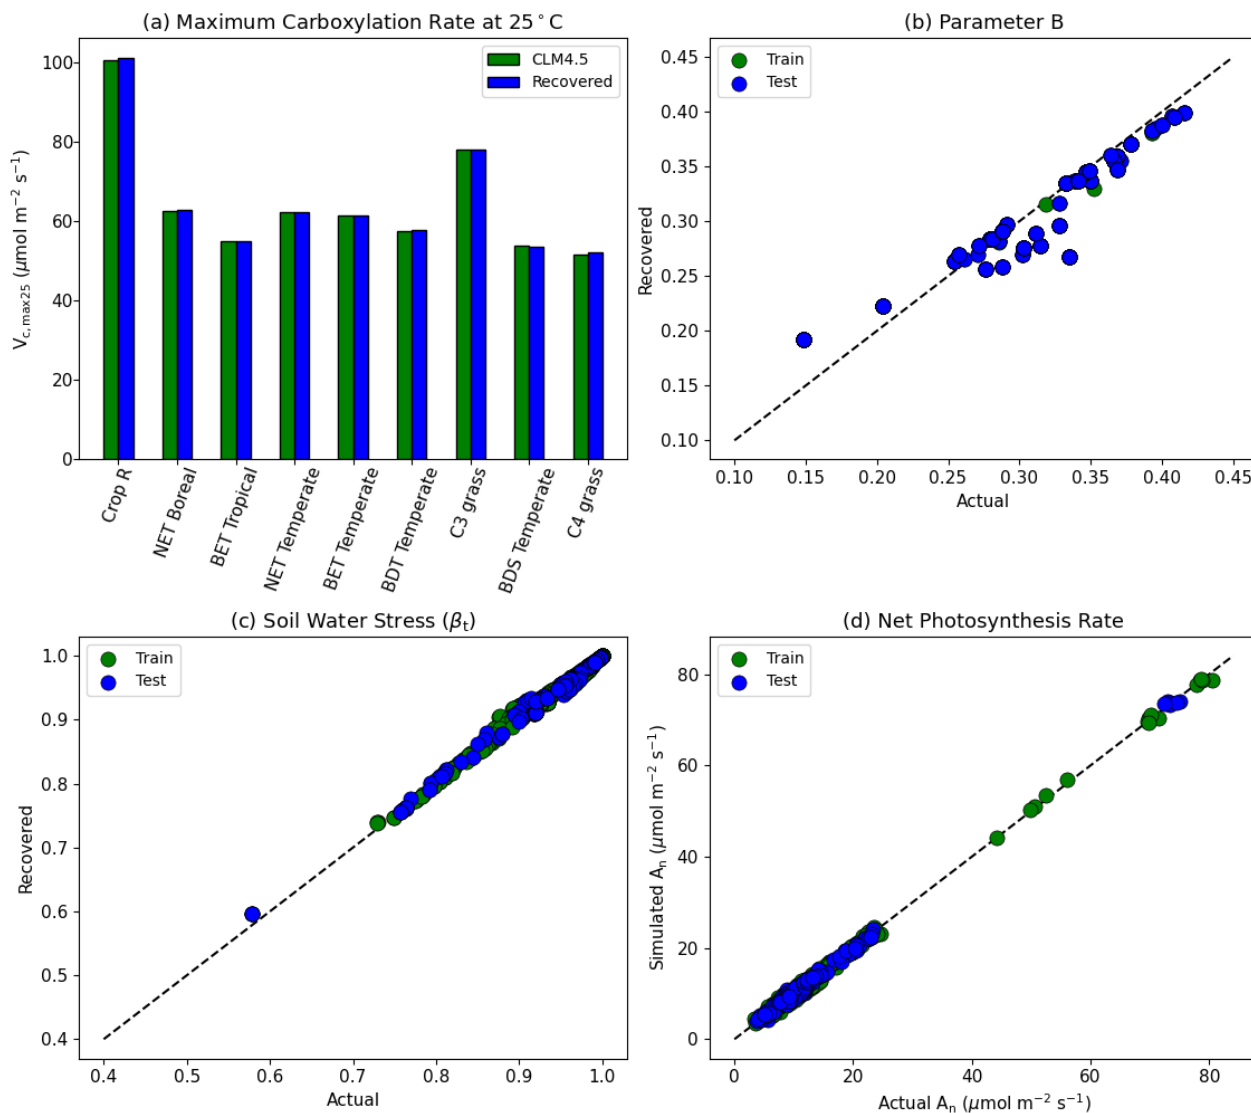 (a) Maximum Carboxylation Rate at 25°C
V_c,max25 (μmol m⁻² s⁻¹)
100
80
60
40
20
0
CLM4.5
Recovered
Crop R
NET Boreal
BET Tropical
NET Temperate
BET Temperate
BDT Temperate
C3 grass
BDS Temperate
C4 grass
(b) Parameter B
Recovered
0.45
0.40
0.35
0.30
0.25
0.20
0.15
0.10
Train
Test
0.10 0.15 0.20 0.25 0.30 0.35 0.40 0.45
Actual
(c) Soil Water Stress (β_t)
Recovered
1.0
0.9
0.8
0.7
0.6
0.5
0.4
Train
Test
0.4 0.5 0.6 0.7 0.8 0.9 1.0
Actual
(d) Net Photosynthesis Rate
Simulated A_n (μmol m⁻² s⁻¹)
80
60
40
20
0
Train
Test
0 20 40 60 80
Actual A_n (μmol m⁻² s⁻¹)